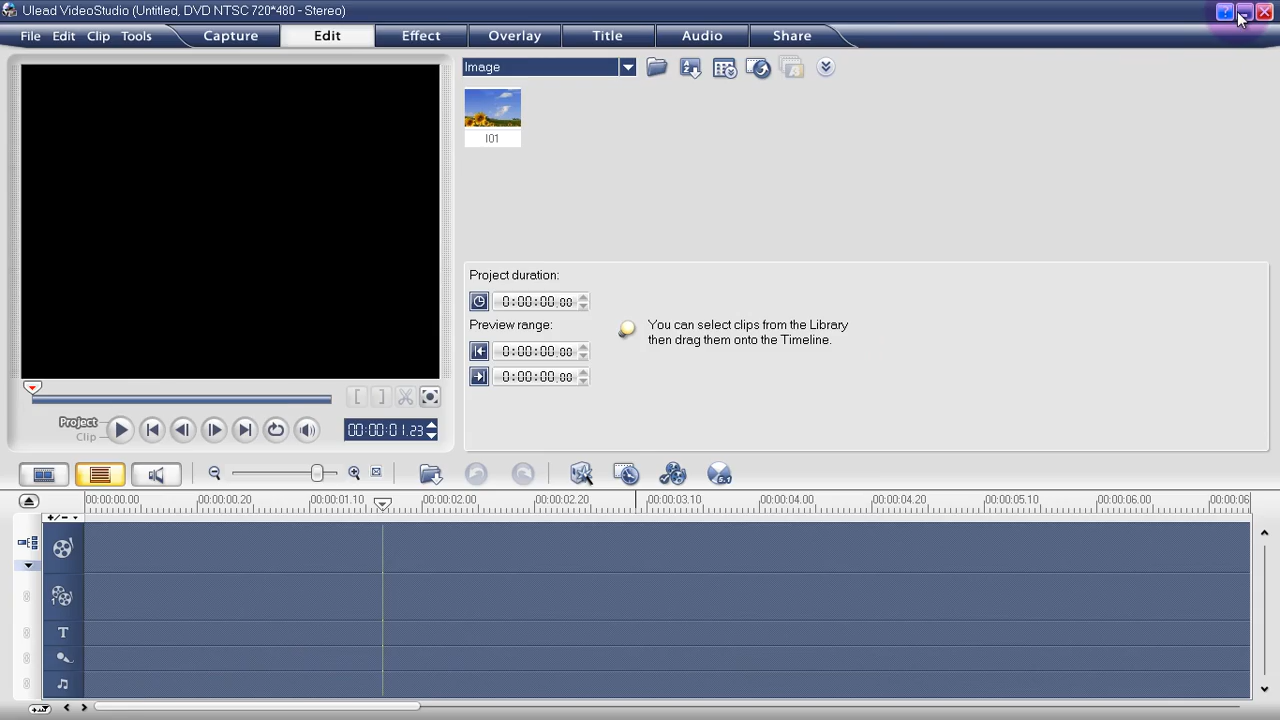 Ulead VideoStudio (Untitled, DVD NTSC 720*480 - Stereo)
File Edit Clip Tools Capture Edit Effect Overlay Title Audio Share
Image
I01
Project duration:
0:00:00 00
Preview range:
0:00:00 00
0:00:00 00
You can select clips from the Library
then drag them onto the Timeline.
Project
Clip
00:00:01.23
00:00:00.00 00:00:00.20 00:00:01.10 00:00:02.00 00:00:02.20 00:00:03.10 00:00:04.00 00:00:04.20 00:00:05.10 00:00:06.00 00:00:06
+/-
1
T